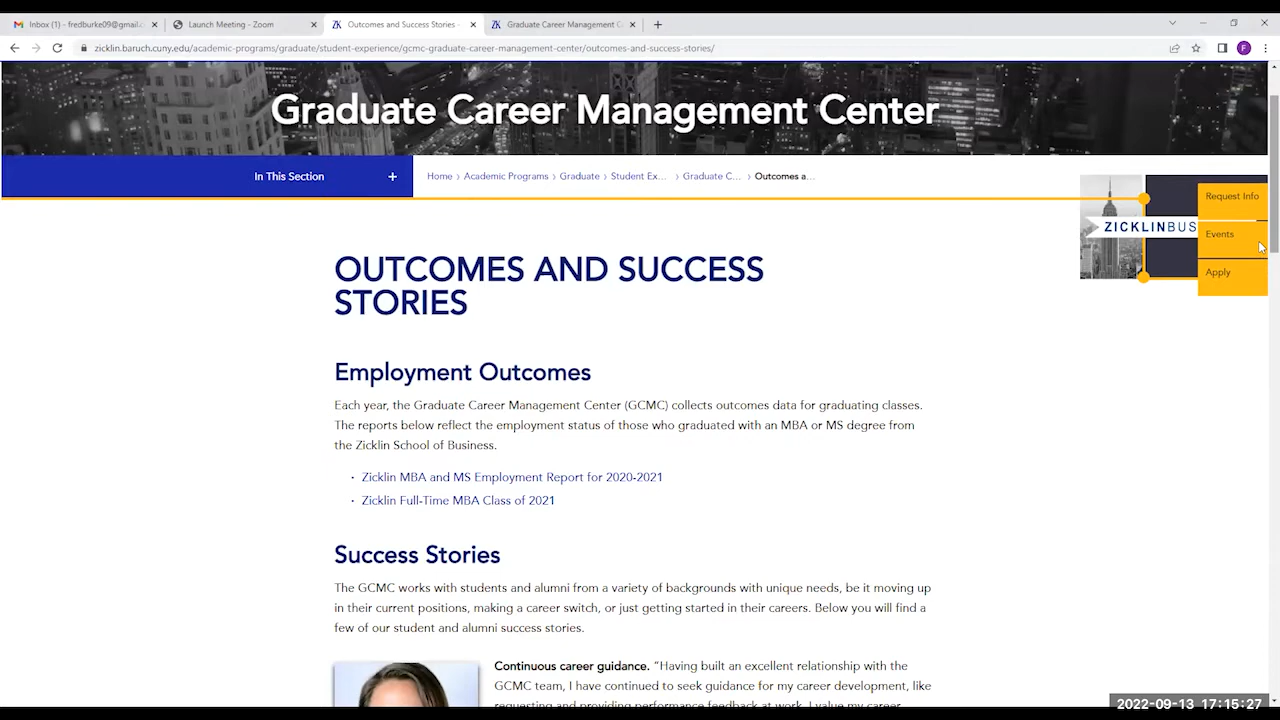 Inbox (1) - fredburke09@gmail.c
Launch Meeting - Zoom
Outcomes and Success Stories -
Graduate Career Management C
zicklin.baruch.cuny.edu/academic-programs/graduate/student-experience/gcmc-graduate-career-management-center/outcomes-and-success-stories/
F
Graduate Career Management Center
In This Section +
Home › Academic Programs › Graduate › Student Ex... › Graduate C... › Outcomes a...
Request Info
ZICKLINBUS
Events
Apply
OUTCOMES AND SUCCESS
STORIES
Employment Outcomes
Each year, the Graduate Career Management Center (GCMC) collects outcomes data for graduating classes.
The reports below reflect the employment status of those who graduated with an MBA or MS degree from
the Zicklin School of Business.
· Zicklin MBA and MS Employment Report for 2020-2021
· Zicklin Full-Time MBA Class of 2021
Success Stories
The GCMC works with students and alumni from a variety of backgrounds with unique needs, be it moving up
in their current positions, making a career switch, or just getting started in their careers. Below you will find a
few of our student and alumni success stories.
Continuous career guidance. “Having built an excellent relationship with the
GCMC team, I have continued to seek guidance for my career development, like
requesting and providing performance feedback at work. I value my career
2022-09-13 17:15:27